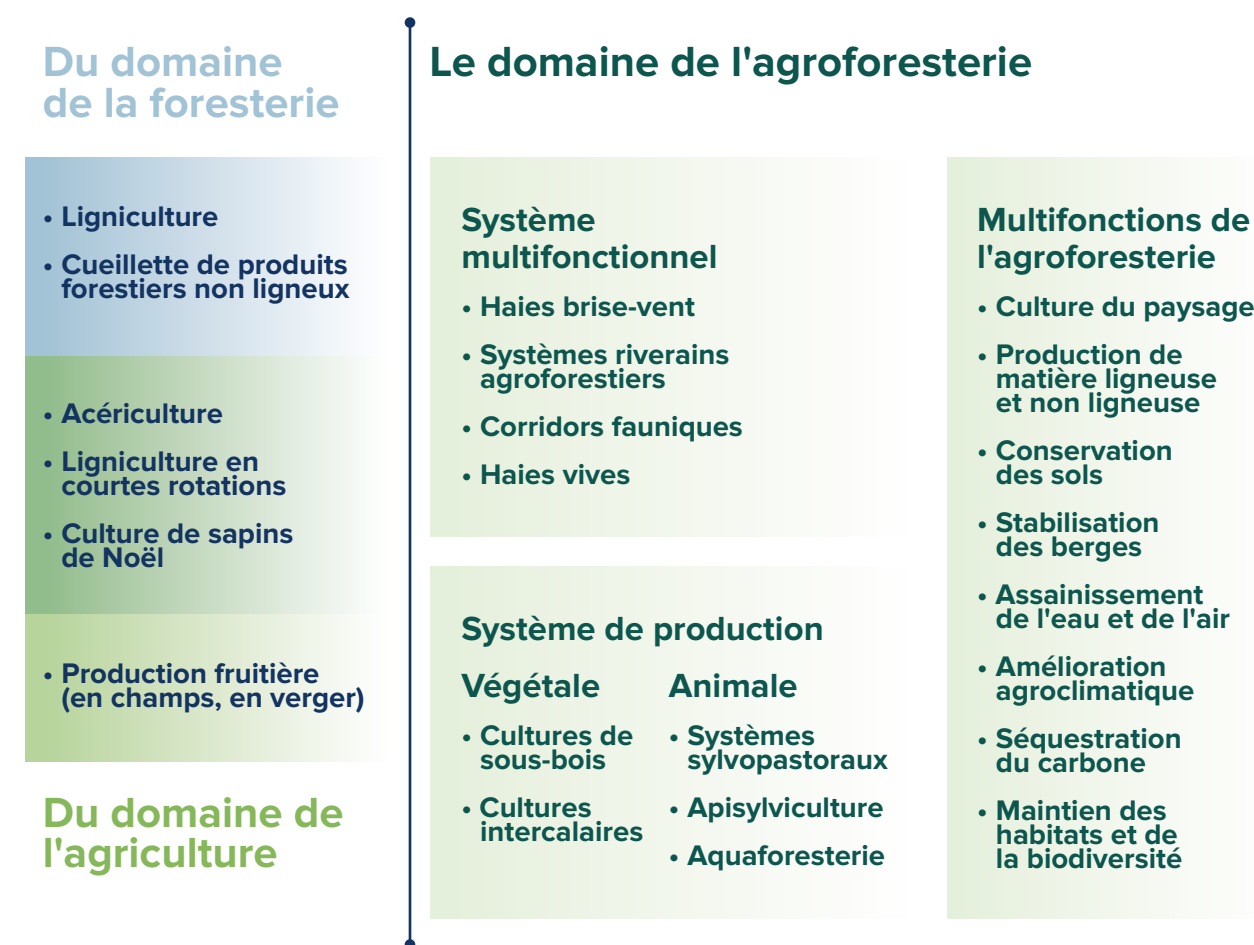 Du domaine
de la foresterie
• Ligniculture
• Cueillette de produits
forestiers non ligneux
• Acériculture
• Ligniculture en
courtes rotations
• Culture de sapins
de Noël
• Production fruitière
(en champs, en verger)
Du domaine de
l'agriculture
Le domaine de l'agroforesterie
Système
multifonctionnel
• Haies brise-vent
• Systèmes riverains
agroforestiers
• Corridors fauniques
• Haies vives
Système de production
Végétale
• Cultures de
sous-bois
• Cultures
intercalaires
Animale
• Systèmes
sylvopastoraux
• Apisylviculture
• Aquaforesterie
Multifonctions de
l'agroforesterie
• Culture du paysage
• Production de
matière ligneuse
et non ligneuse
• Conservation
des sols
• Stabilisation
des berges
• Assainissement
de l'eau et de l'air
• Amélioration
agroclimatique
• Séquestration
du carbone
• Maintien des
habitats et de
la biodiversité